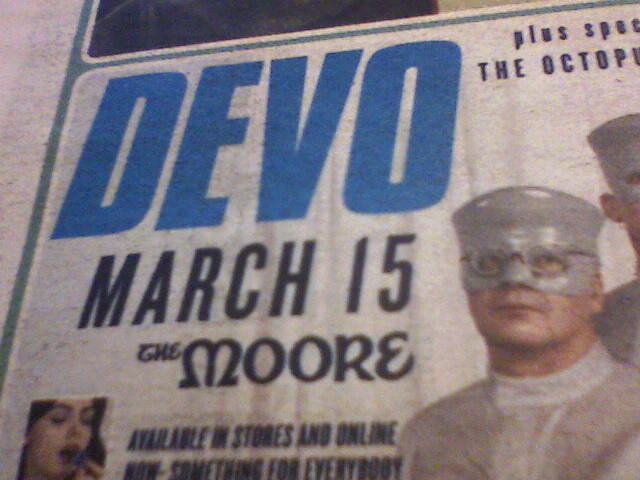 plus spec
THE OCTOPU
DEVO
MARCH 15
THE MOORE
AVAILABLE IN STORES AND ONLINE
NOW-SOMETHING FOR EVERYBODY